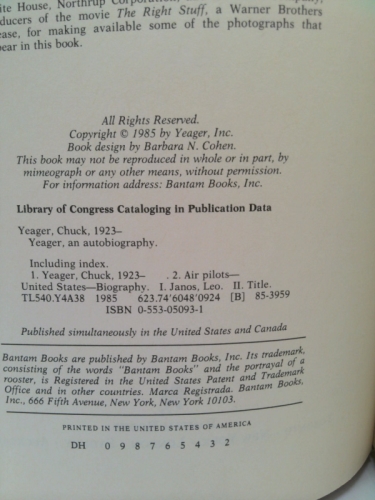 ite House, Northrup Corporation,
ducers of the movie The Right Stuff, a Warner Brothers
ease, for making available some of the photographs that
ear in this book.
All Rights Reserved.
Copyright © 1985 by Yeager, Inc.
Book design by Barbara N. Cohen.
This book may not be reproduced in whole or in part, by
mimeograph or any other means, without permission.
For information address: Bantam Books, Inc.
Library of Congress Cataloging in Publication Data
Yeager, Chuck, 1923–
Yeager, an autobiography.
Including index.
1. Yeager, Chuck, 1923– . 2. Air pilots—
United States—Biography. I. Janos, Leo. II. Title.
TL540.Y4A38 1985 623.74'6048'0924 [B] 85-3959
ISBN 0-553-05093-1
Published simultaneously in the United States and Canada
Bantam Books are published by Bantam Books, Inc. Its trademark,
consisting of the words "Bantam Books" and the portrayal of a
rooster, is Registered in the United States Patent and Trademark
Office and in other countries. Marca Registrada. Bantam Books,
Inc., 666 Fifth Avenue, New York, New York 10103.
PRINTED IN THE UNITED STATES OF AMERICA
DH 0 9 8 7 6 5 4 3 2